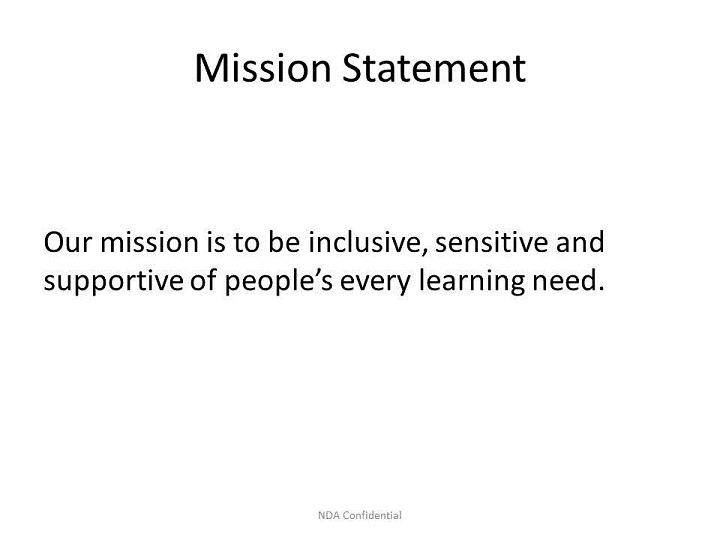 Mission Statement
Our mission is to be inclusive, sensitive and
supportive of people’s every learning need.
NDA Confidential